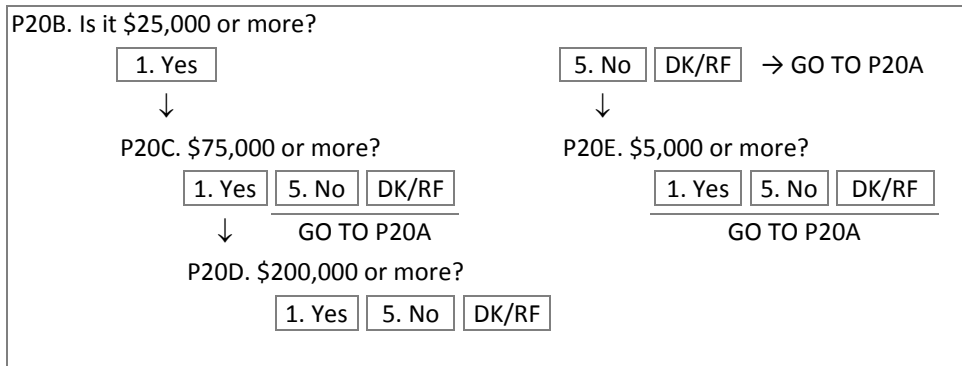 P20B. Is it $25,000 or more?
1. Yes 5. No DK/RF → GO TO P20A
↓ ↓
P20C. $75,000 or more? P20E. $5,000 or more?
1. Yes 5. No DK/RF 1. Yes 5. No DK/RF
↓ GO TO P20A GO TO P20A
P20D. $200,000 or more?
1. Yes 5. No DK/RF